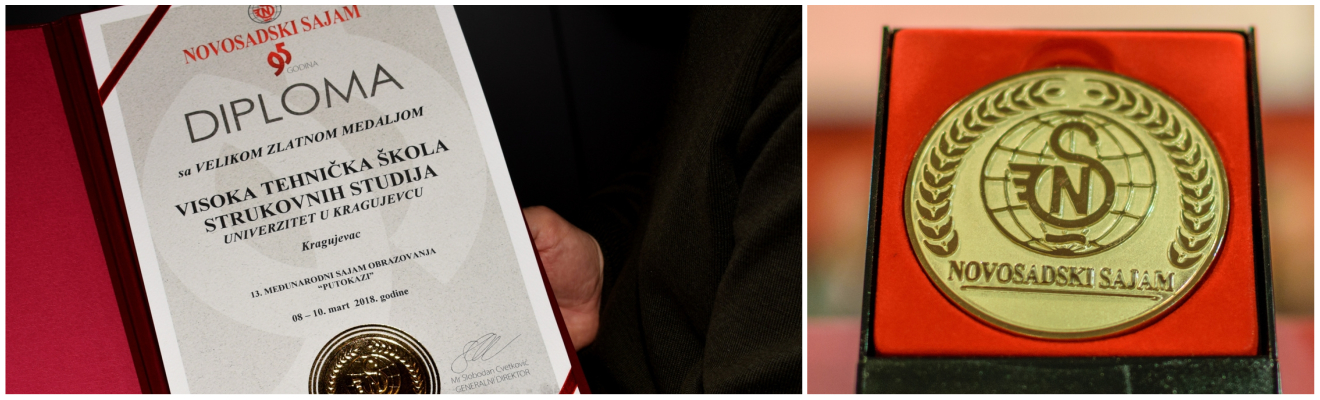 NOVOSADSKI SAJAM
95
GODINA
DIPLOMA
sa VELIKOM ZLATNOM MEDALJOM
VISOKA TEHNIČKA ŠKOLA
STRUKOVNIH STUDIJA
UNIVERZITET U KRAGUJEVCU
Kragujevac
13. MEĐUNARODNI SAJAM OBRAZOVANJA
“PUTOKAZI”
08 – 10. mart 2018. godine
Mr Slobodan Cvetković
GENERALNI DIREKTOR
SN
NOVOSADSKI SAJAM